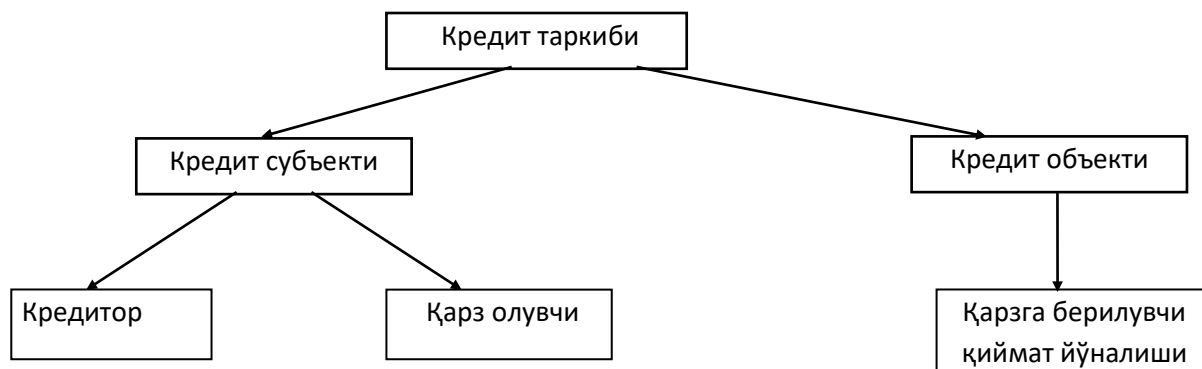 Кредит таркиби
Кредит субъекти
Кредит объекти
Кредитор
Қарз олувчи
Қарзга берилувчи
қиймат йўналиши